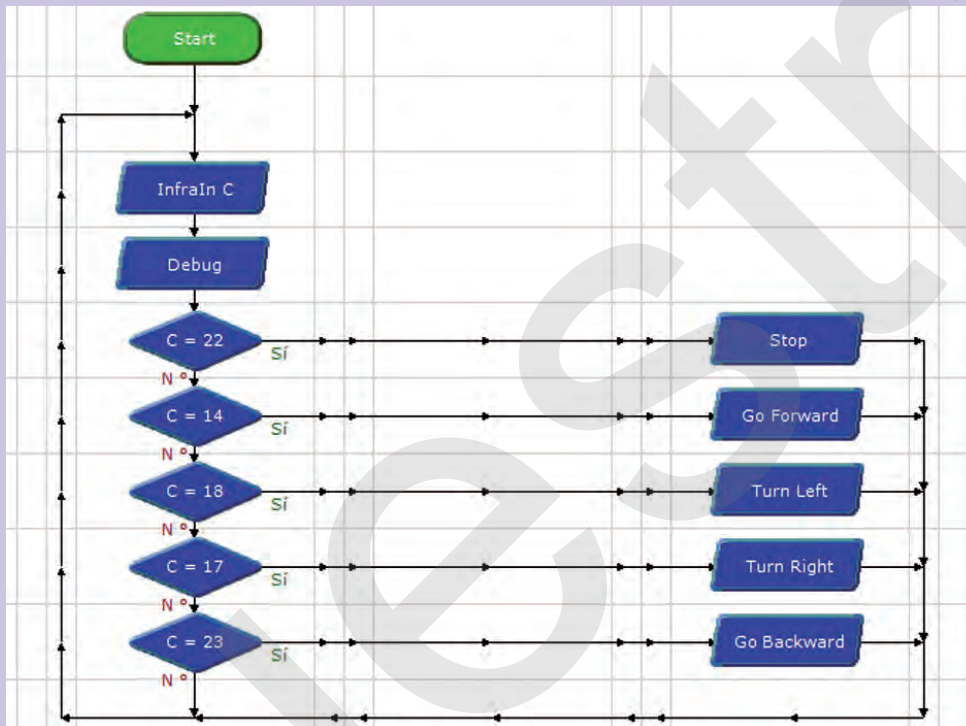 Start
InfraIn C
Debug
C = 22
Sí
Stop
N º
C = 14
Sí
Go Forward
N º
C = 18
Sí
Turn Left
N º
C = 17
Sí
Turn Right
N º
C = 23
Sí
Go Backward
N º